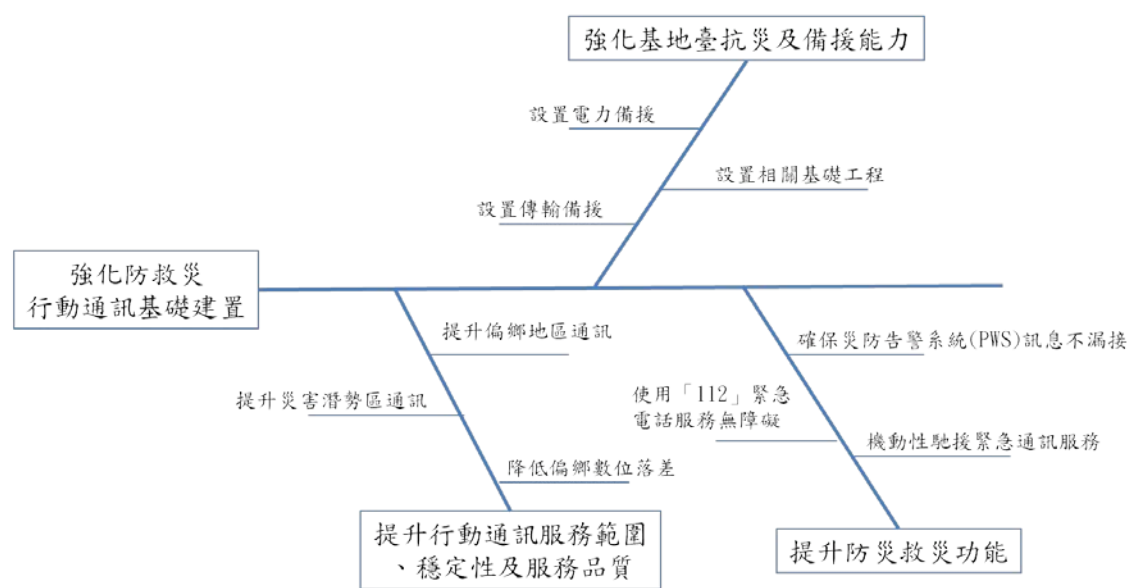 強化基地臺抗災及備援能力
設置電力備援
設置相關基礎工程
設置傳輸備援
強化防救災
行動通訊基礎建置
提升偏鄉地區通訊
確保災防告警系統(PWS)訊息不漏接
提升災害潛勢區通訊
使用「112」緊急
電話服務無障礙
機動性馳援緊急通訊服務
降低偏鄉數位落差
提升行動通訊服務範圍
、穩定性及服務品質
提升防災救災功能